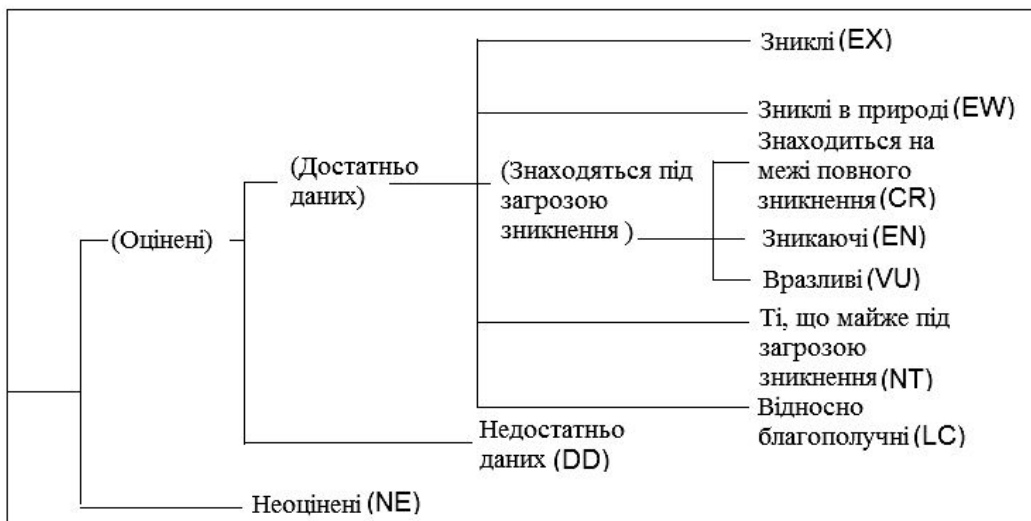 Зниклі (EX)
Зниклі в природі (EW)
(Достатньо
даних)
(Знаходяться під
загрозою
зникнення )
Знаходиться на
межі повного
зникнення (CR)
(Оцінені)
Зникаючі (EN)
Вразливі (VU)
Ті, що майже під
загрозою
зникнення (NT)
Відносно
благополучні (LC)
Недостатньо
даних (DD)
Неоцінені (NE)